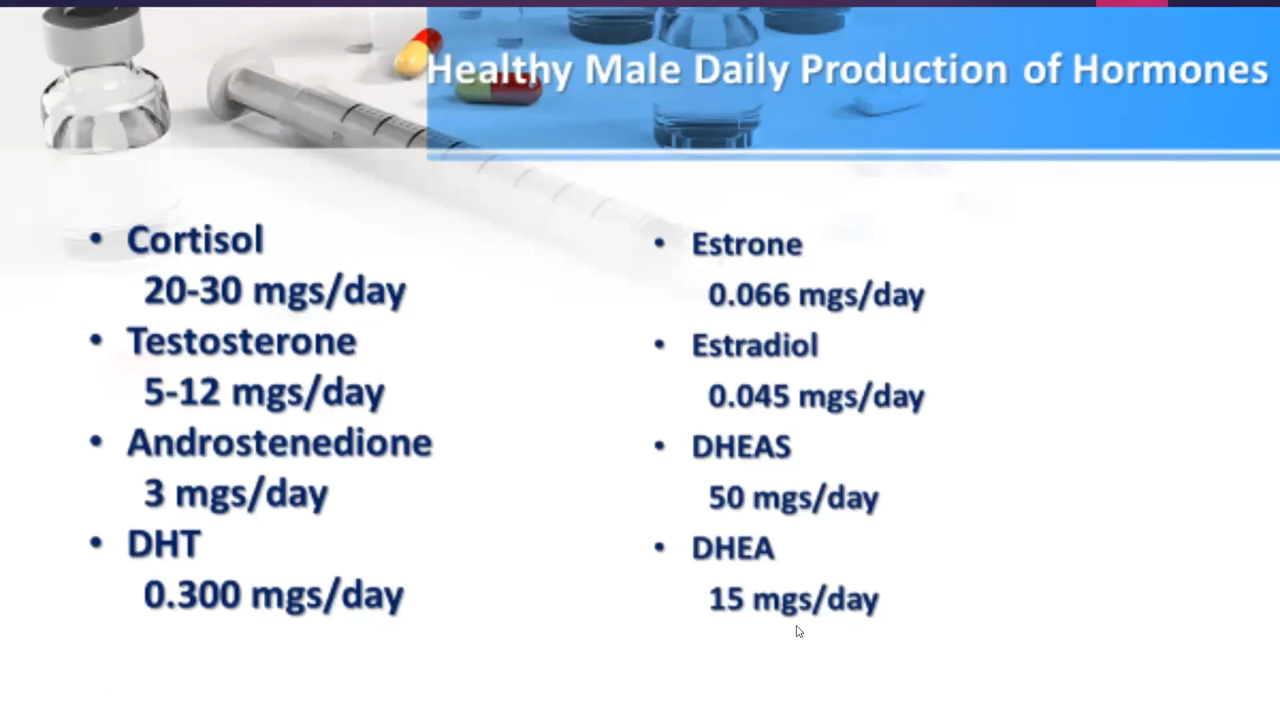 Healthy Male Daily Production of Hormones
• Cortisol
20-30 mgs/day
• Testosterone
5-12 mgs/day
• Androstenedione
3 mgs/day
• DHT
0.300 mgs/day
• Estrone
0.066 mgs/day
• Estradiol
0.045 mgs/day
• DHEAS
50 mgs/day
• DHEA
15 mgs/day